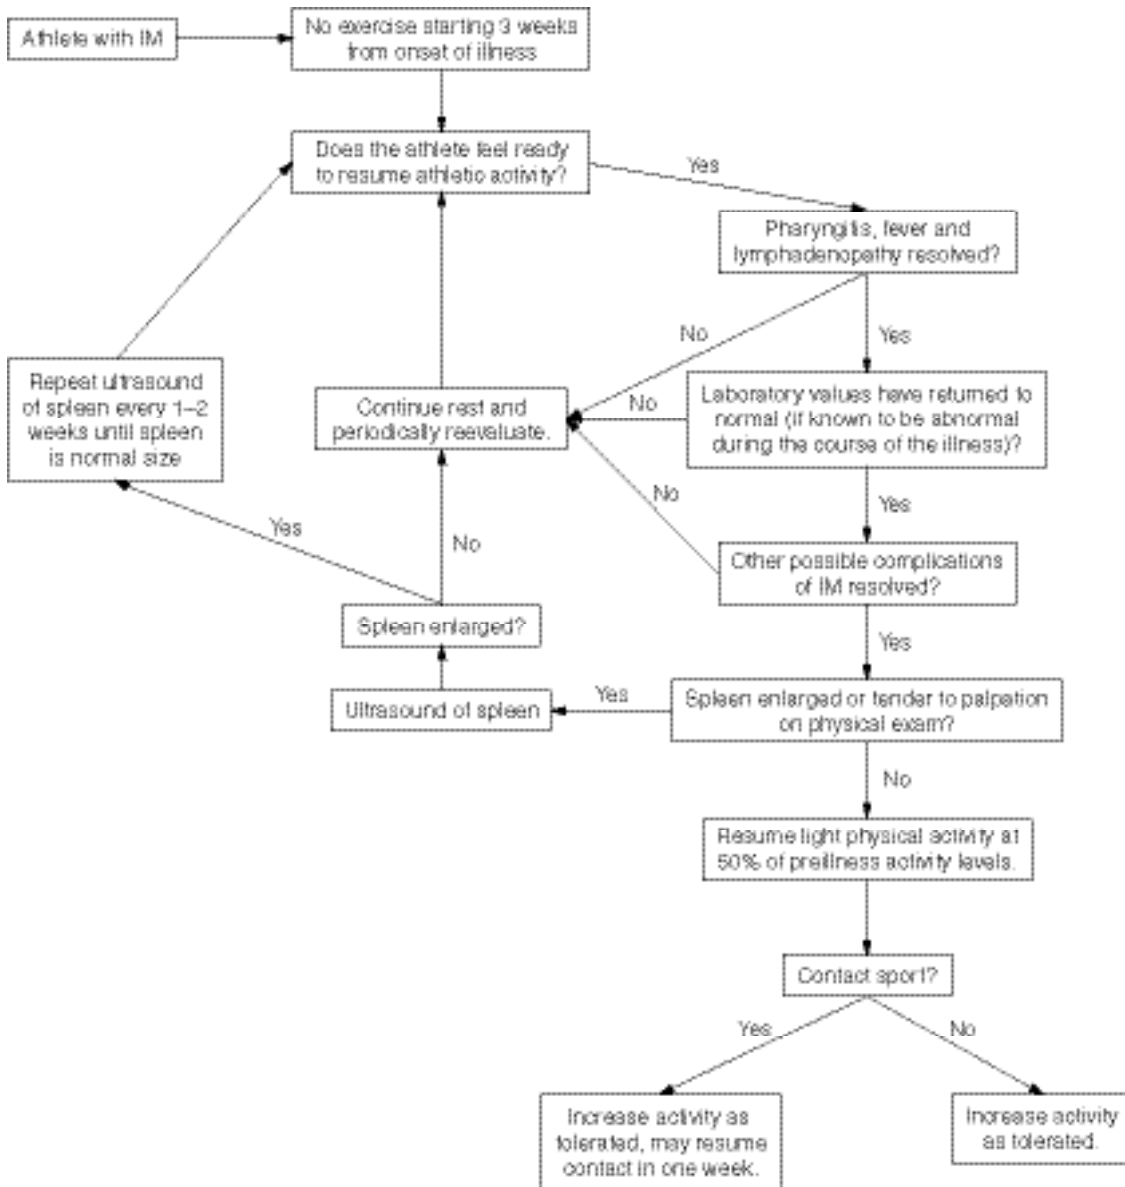 Athlete with IM
No exercise starting 3 weeks
from onset of illness
Does the athlete feel ready
to resume athletic activity?
Yes
Pharyngitis, fever and
lymphadenopathy resolved?
No
Yes
Repeat ultrasound
of spleen every 1–2
weeks until spleen
is normal size
Continue rest and
periodically reevaluate.
No
Laboratory values have returned to
normal (if known to be abnormal
during the course of the illness)?
No
Yes
Yes
No
Other possible complications
of IM resolved?
Spleen enlarged?
Yes
Ultrasound of spleen
Yes
Spleen enlarged or tender to palpation
on physical exam?
No
Resume light physical activity at
50% of preillness activity levels.
Contact sport?
Yes
No
Increase activity as
tolerated, may resume
contact in one week.
Increase activity
as tolerated.